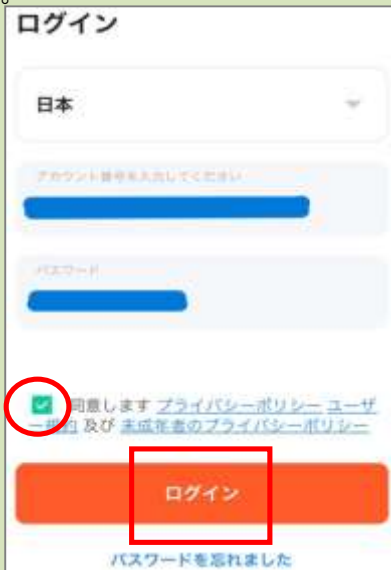 ログイン
日本
アカウント番号を入力してください
パスワード
同意します プライバシーポリシー ユーザ
ー規約 及び 未成年者のプライバシーポリシー
ログイン
パスワードを忘れました